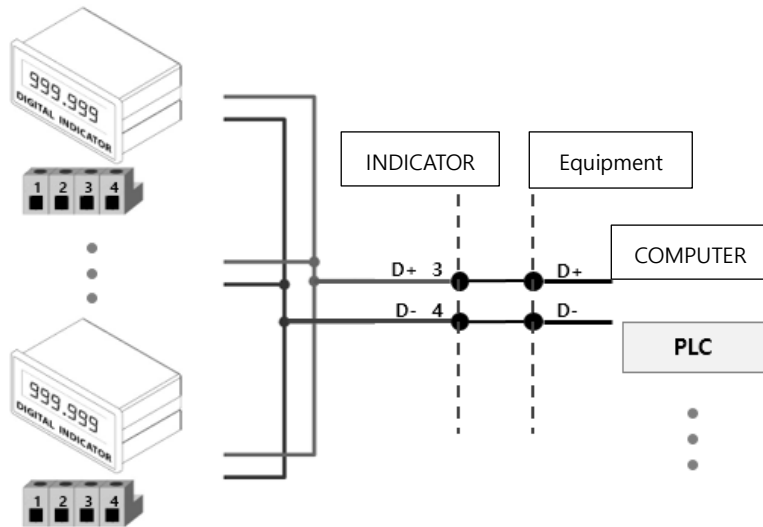 999.999
DIGITAL INDICATOR
1 2 3 4
INDICATOR
Equipment
D+ 3
D+
COMPUTER
D- 4
D-
PLC
999.999
DIGITAL INDICATOR
1 2 3 4